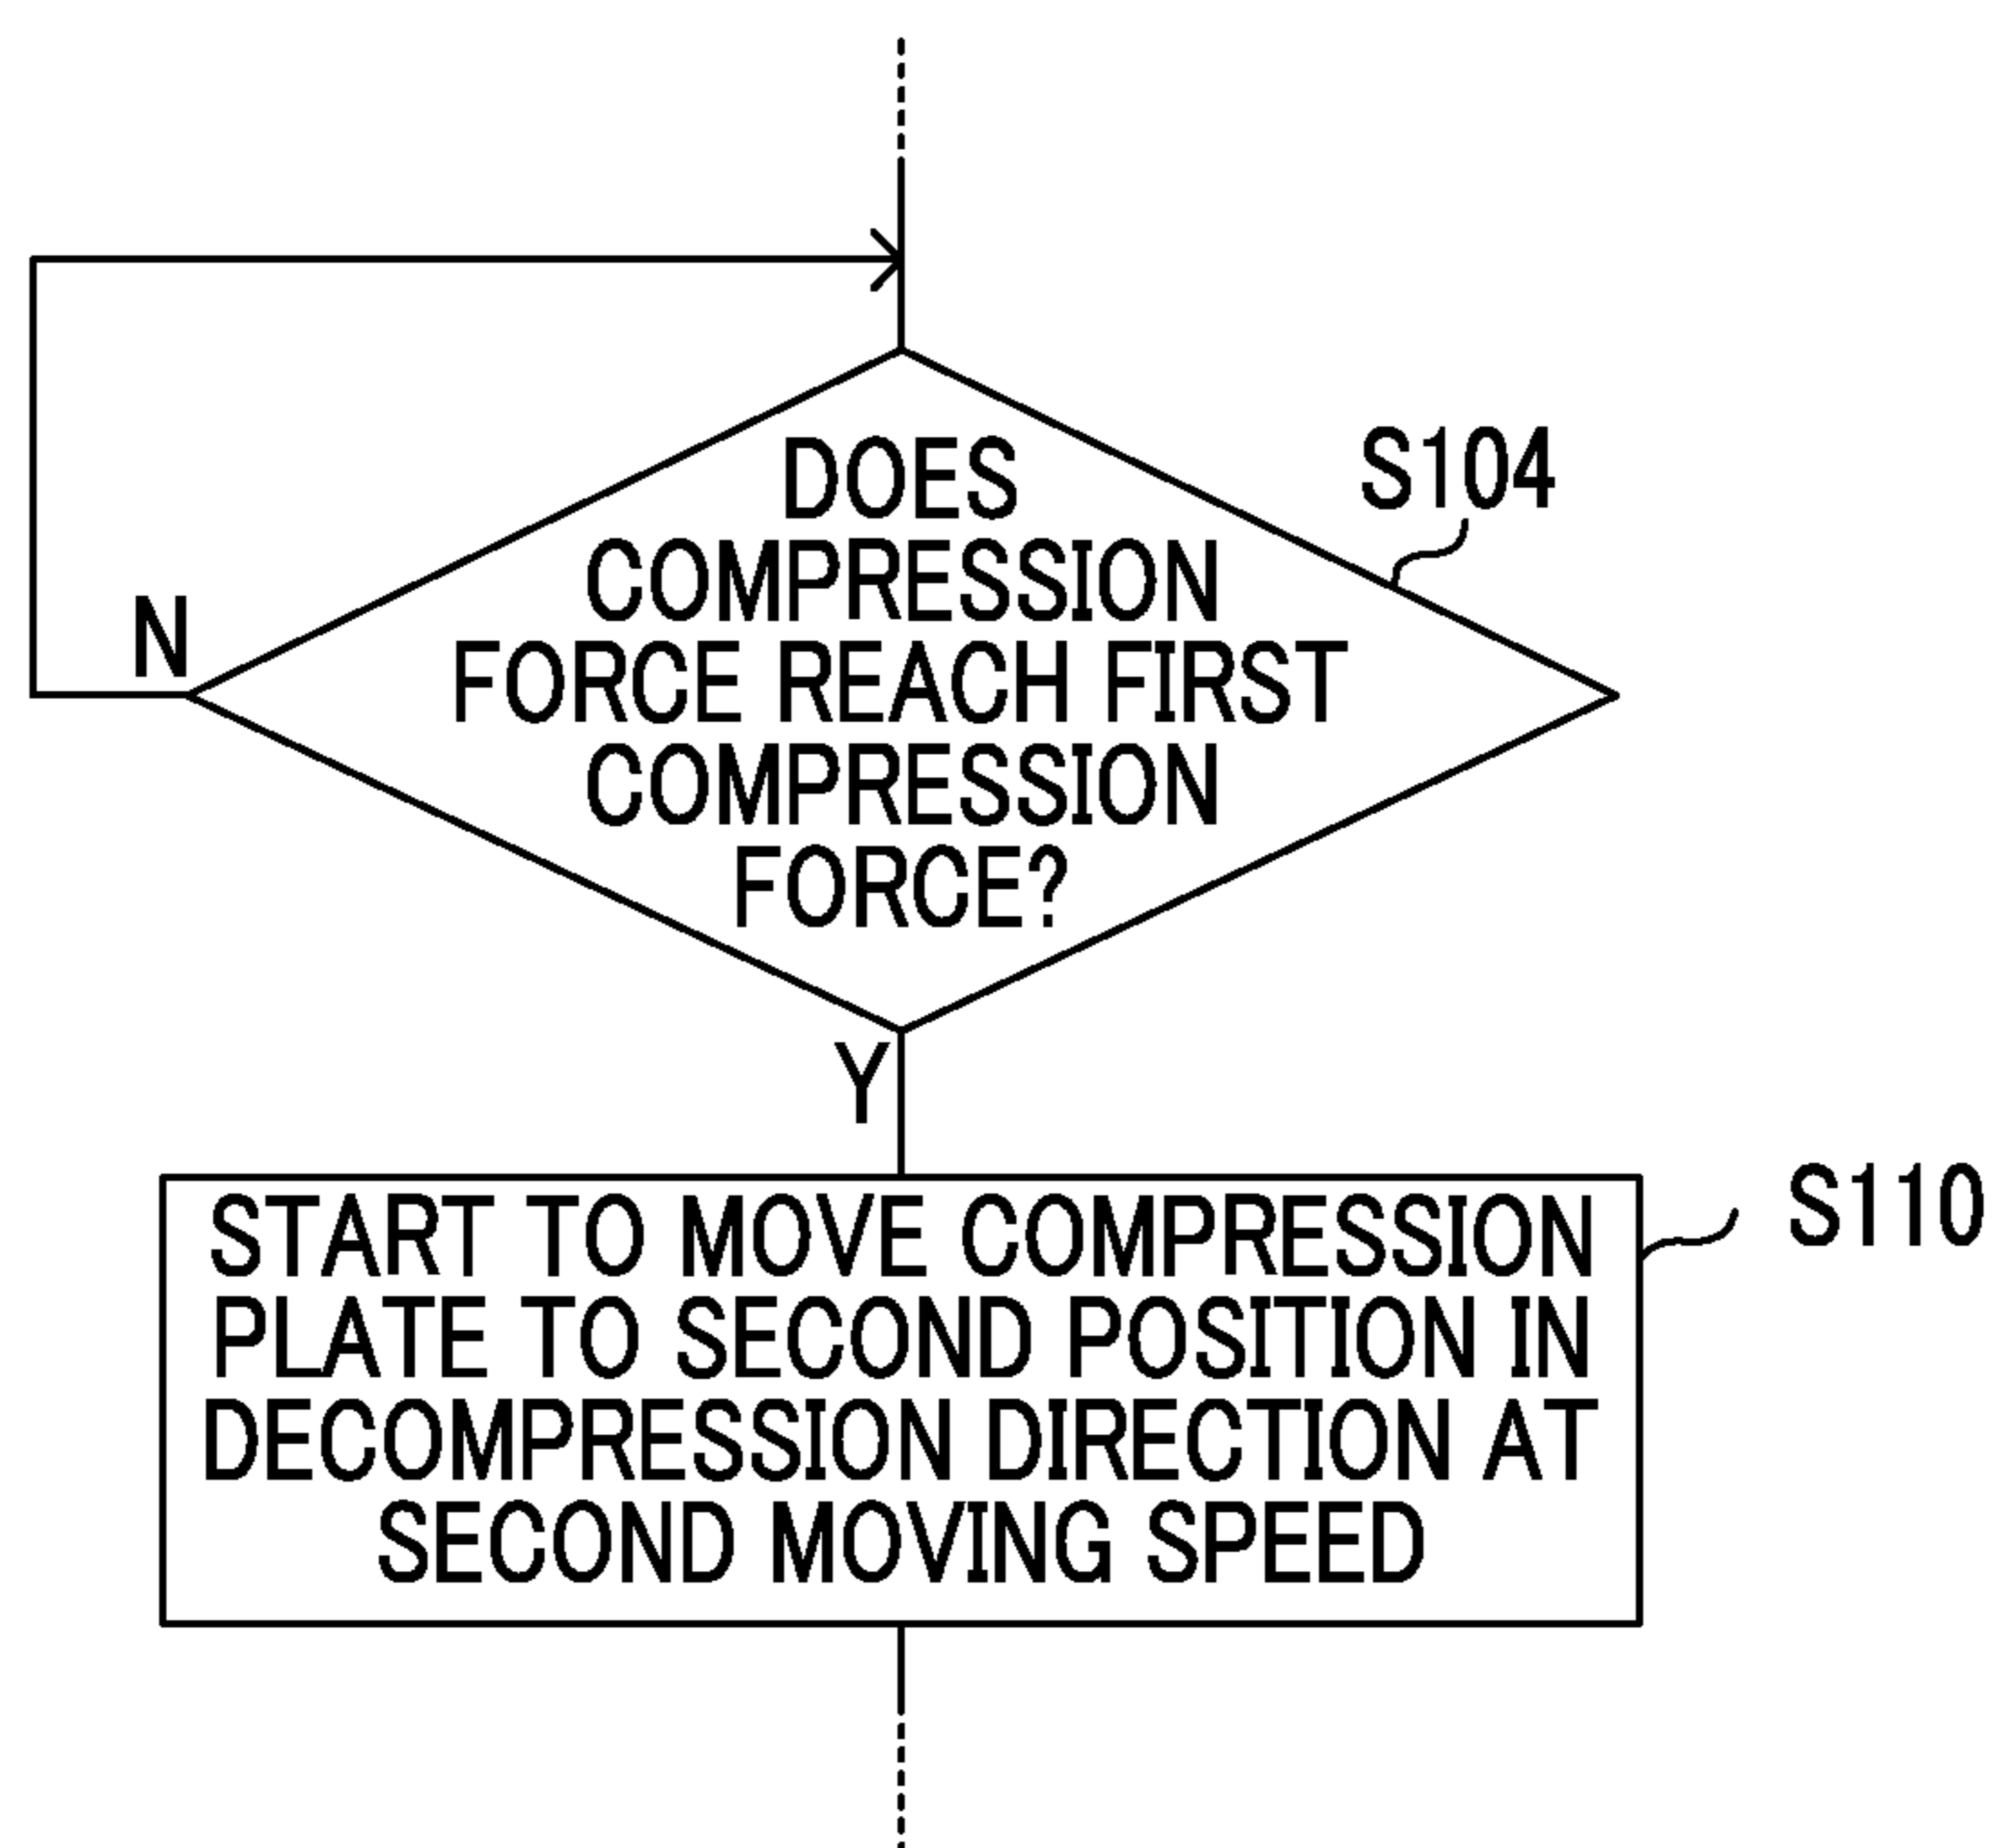 DOES
COMPRESSION
FORCE REACH FIRST
COMPRESSION
FORCE?
S104
N
Y
START TO MOVE COMPRESSION
PLATE TO SECOND POSITION IN
DECOMPRESSION DIRECTION AT
SECOND MOVING SPEED
S110